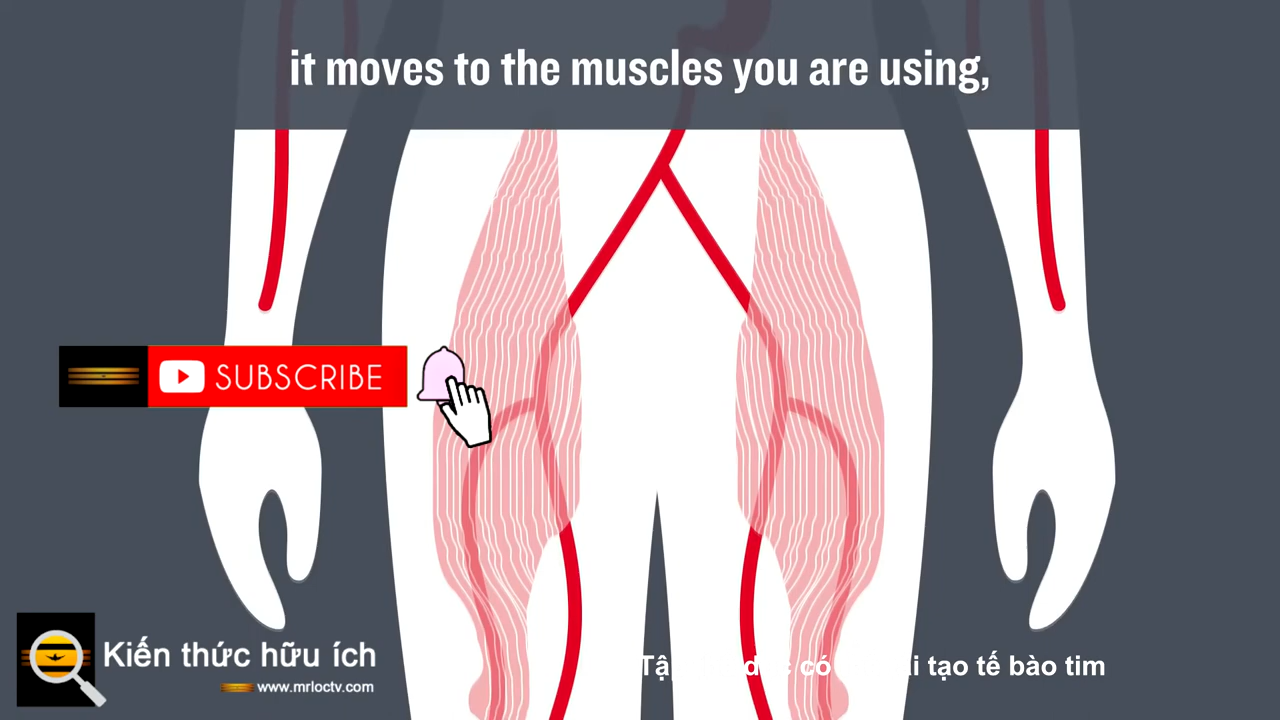 it moves to the muscles you are using,
SUBSCRIBE
Kiến thức hữu ích
www.mrloctv.com
có tạo tế bào tim